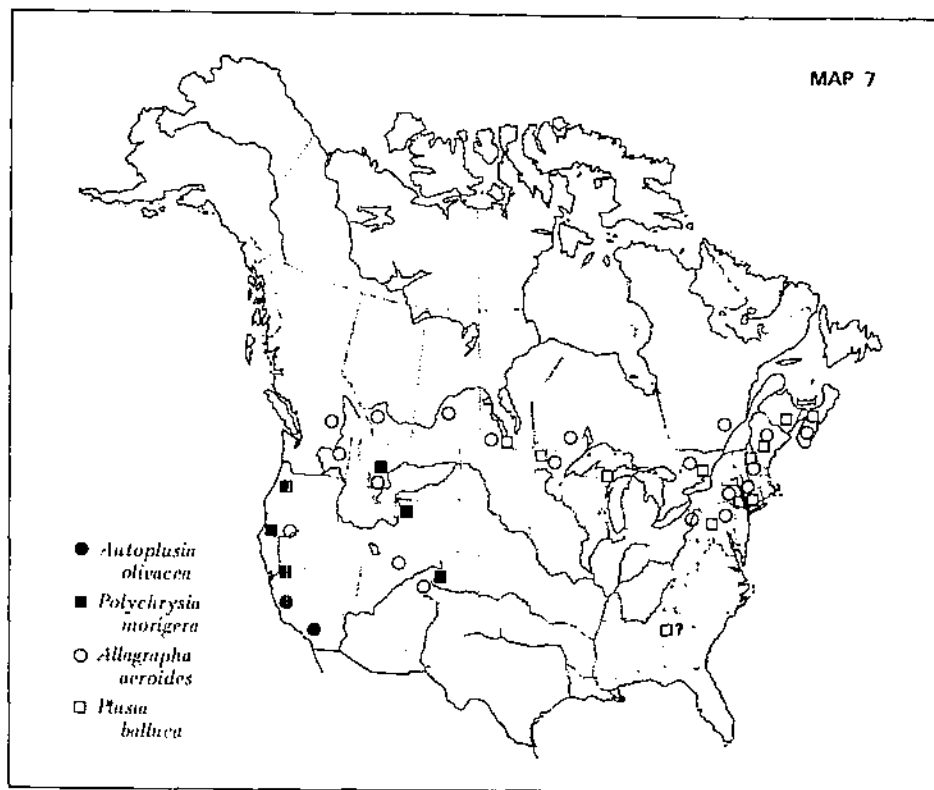 MAP 7
□?
Autoplusia
olivacea
Polychrysia
morigera
Allagrapha
aeroides
Plusia
balluca